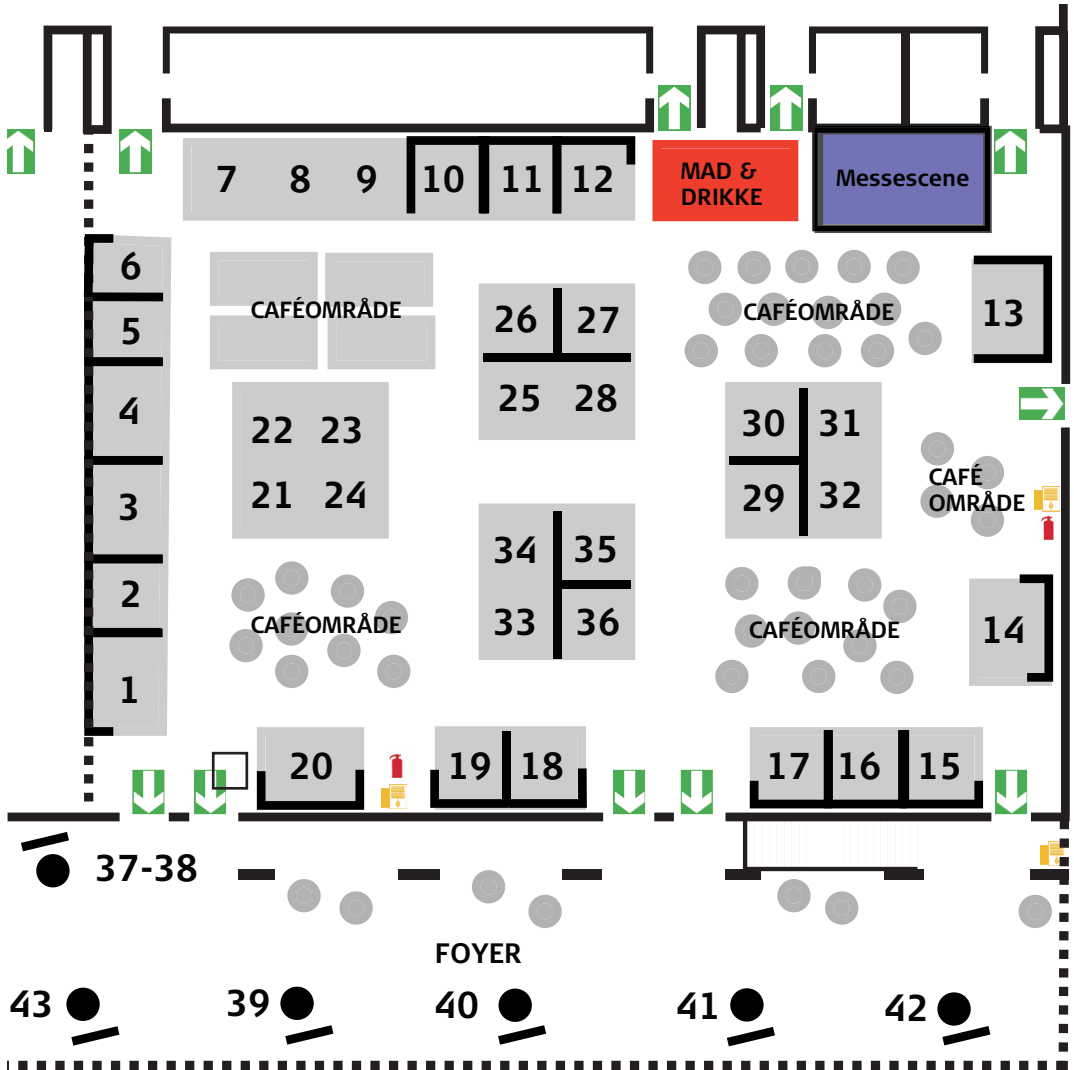 7 8 9 10 11 12
MAD &
DRIKKE
Messescene
6
5
4
3
2
1
CAFÉOMRÅDE
26 27
25 28
CAFÉOMRÅDE
13
22 23
21 24
30 31
29 32
CAFÉ
OMRÅDE
34 35
33 36
CAFÉOMRÅDE
CAFÉOMRÅDE
14
20
19 18
17 16 15
37-38
FOYER
43 39 40 41 42